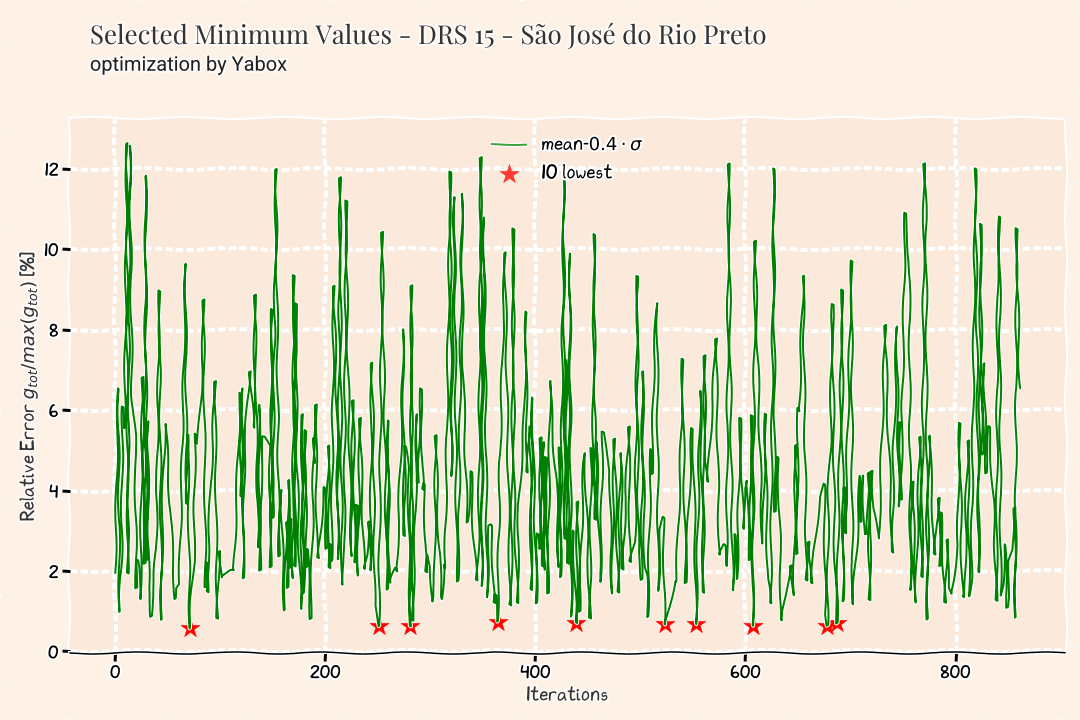 Selected Minimum Values - DRS 15 - São José do Rio Preto
optimization by Yabox
mean-0.4 · σ
10 lowest
Relative Error g_tot/max(g_tot) [%]
12
10
8
6
4
2
0
0 200 400 600 800
Iterations